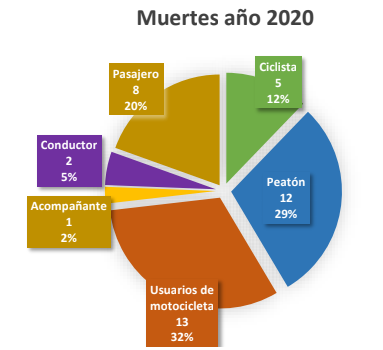 Muertes año 2020
Ciclista
5
12%
Peatón
12
29%
Usuarios de
motocicleta
13
32%
Acompañante
1
2%
Conductor
2
5%
Pasajero
8
20%